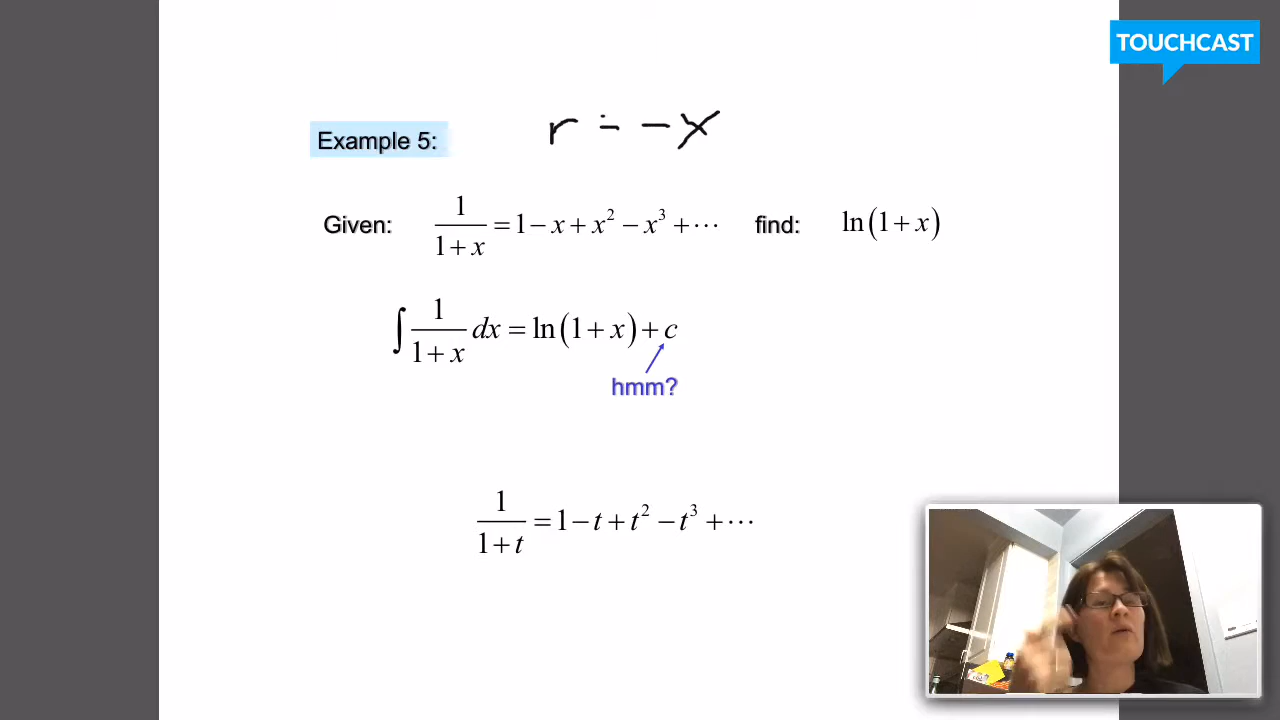 TOUCHCAST
r = -x
Example 5:
Given: 1/(1+x) = 1 − x + x² − x³ + ⋯ find: ln(1+x)
∫ 1/(1+x) dx = ln(1+x) + c
hmm?
1/(1+t) = 1 − t + t² − t³ + ⋯